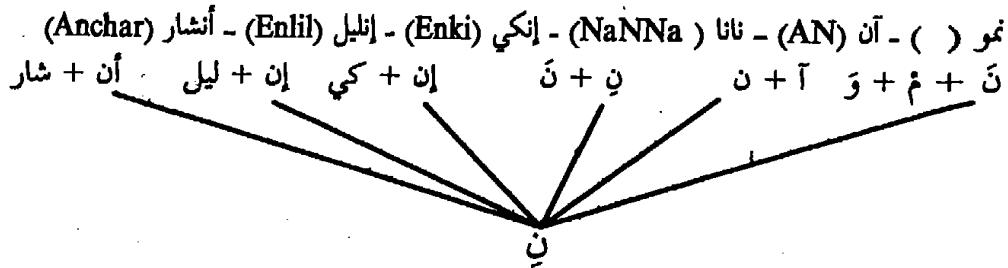 نمو ( ) - آن (AN) - نانا (NaNNa ) - إنكي (Enki) - إنليل (Enlil) - أنشار (Anchar)
نَ + مْ + وَ آ + ن نِ + نَ إن + كي إن + ليل أن + شار
نِ